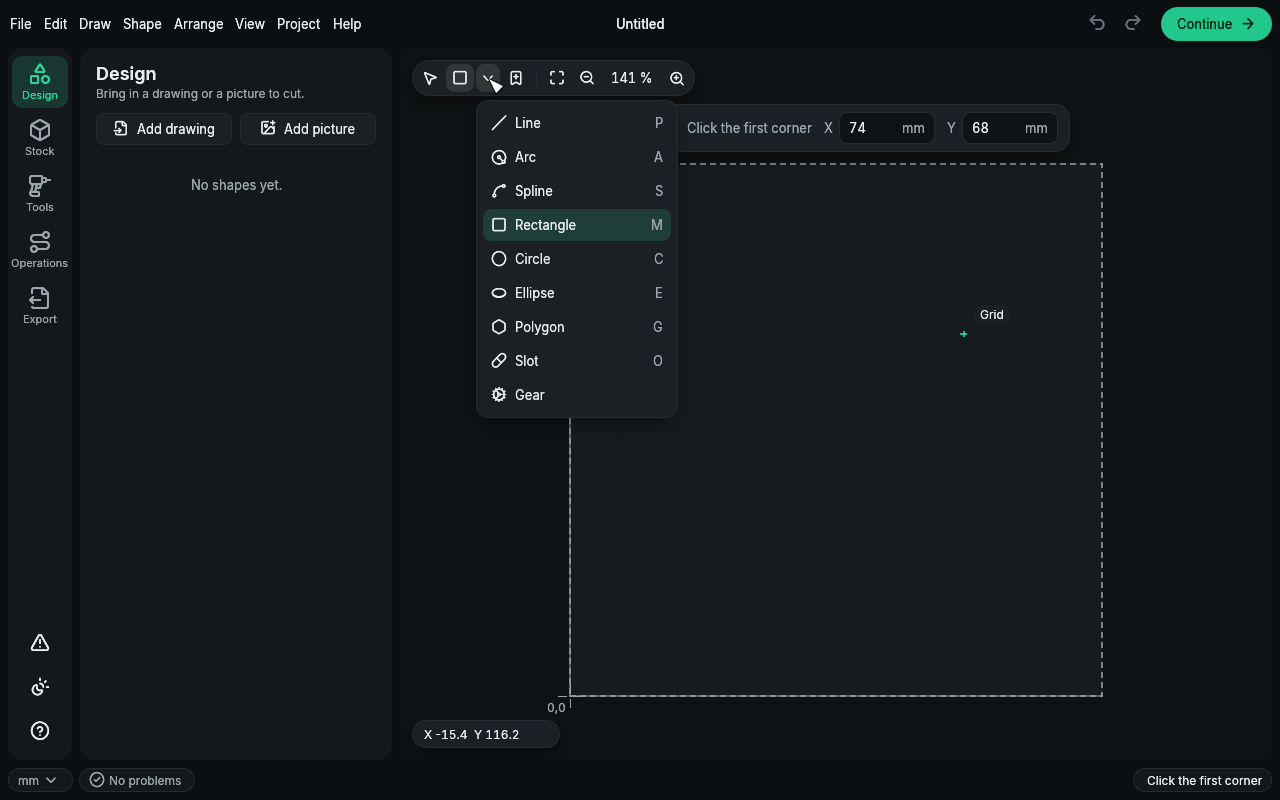 File Edit Draw Shape Arrange View Project Help
Untitled
Continue
Design
Stock
Tools
Operations
Export
Design
Bring in a drawing or a picture to cut.
Add drawing
Add picture
No shapes yet.
141 %
Line P
Arc A
Spline S
Rectangle M
Circle C
Ellipse E
Polygon G
Slot O
Gear
Click the first corner X 74 mm Y 68 mm
Grid
0,0
X -15.4 Y 116.2
mm
No problems
Click the first corner